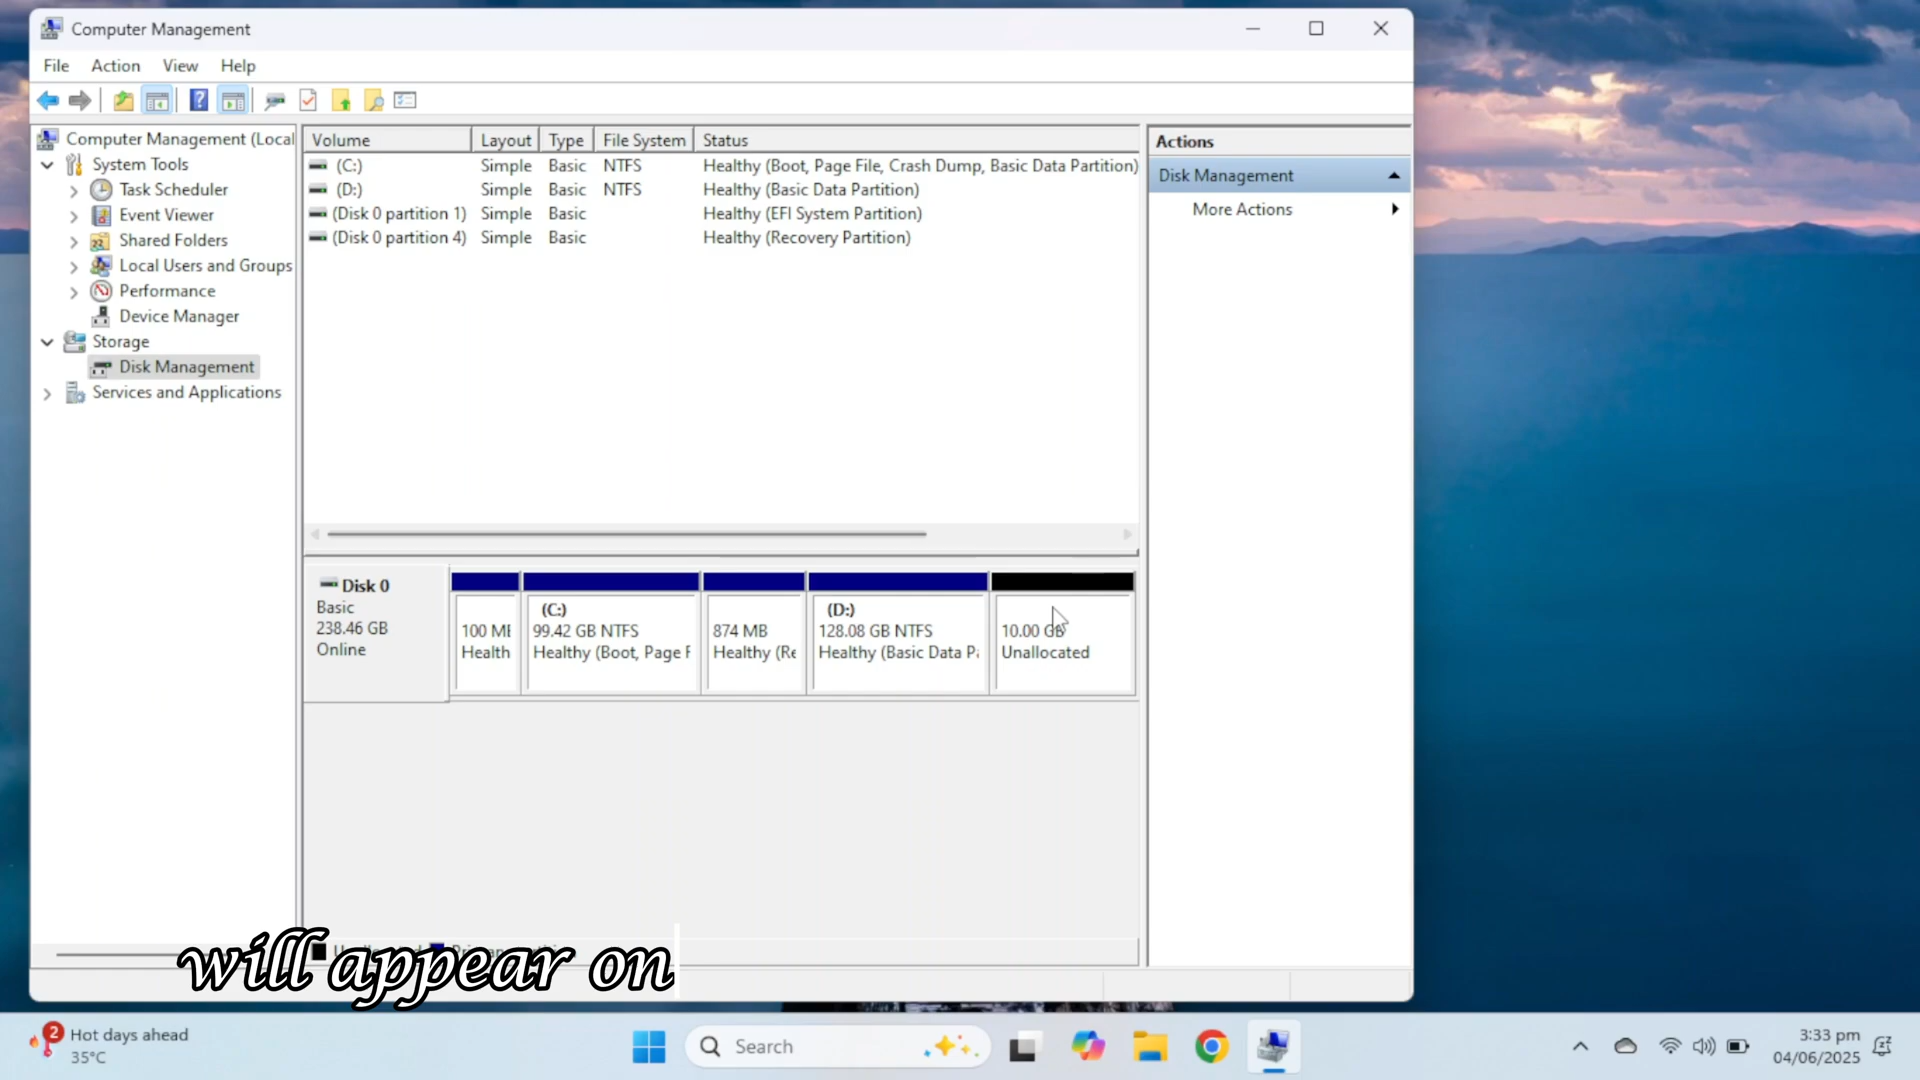 Computer Management
File Action View Help
Computer Management (Local
System Tools
Task Scheduler
Event Viewer
Shared Folders
Local Users and Groups
Performance
Device Manager
Storage
Disk Management
Services and Applications
Volume Layout Type File System Status
(C:) Simple Basic NTFS Healthy (Boot, Page File, Crash Dump, Basic Data Partition)
(D:) Simple Basic NTFS Healthy (Basic Data Partition)
(Disk 0 partition 1) Simple Basic Healthy (EFI System Partition)
(Disk 0 partition 4) Simple Basic Healthy (Recovery Partition)
Actions
Disk Management
More Actions
Disk 0
Basic
238.46 GB
Online
100 ME
Health
(C:)
99.42 GB NTFS
Healthy (Boot, Page F
874 MB
Healthy (Re
(D:)
128.08 GB NTFS
Healthy (Basic Data Pa
10.00 GB
Unallocated
will appear on
2
Hot days ahead
35°C
Search
3:33 pm
04/06/2025